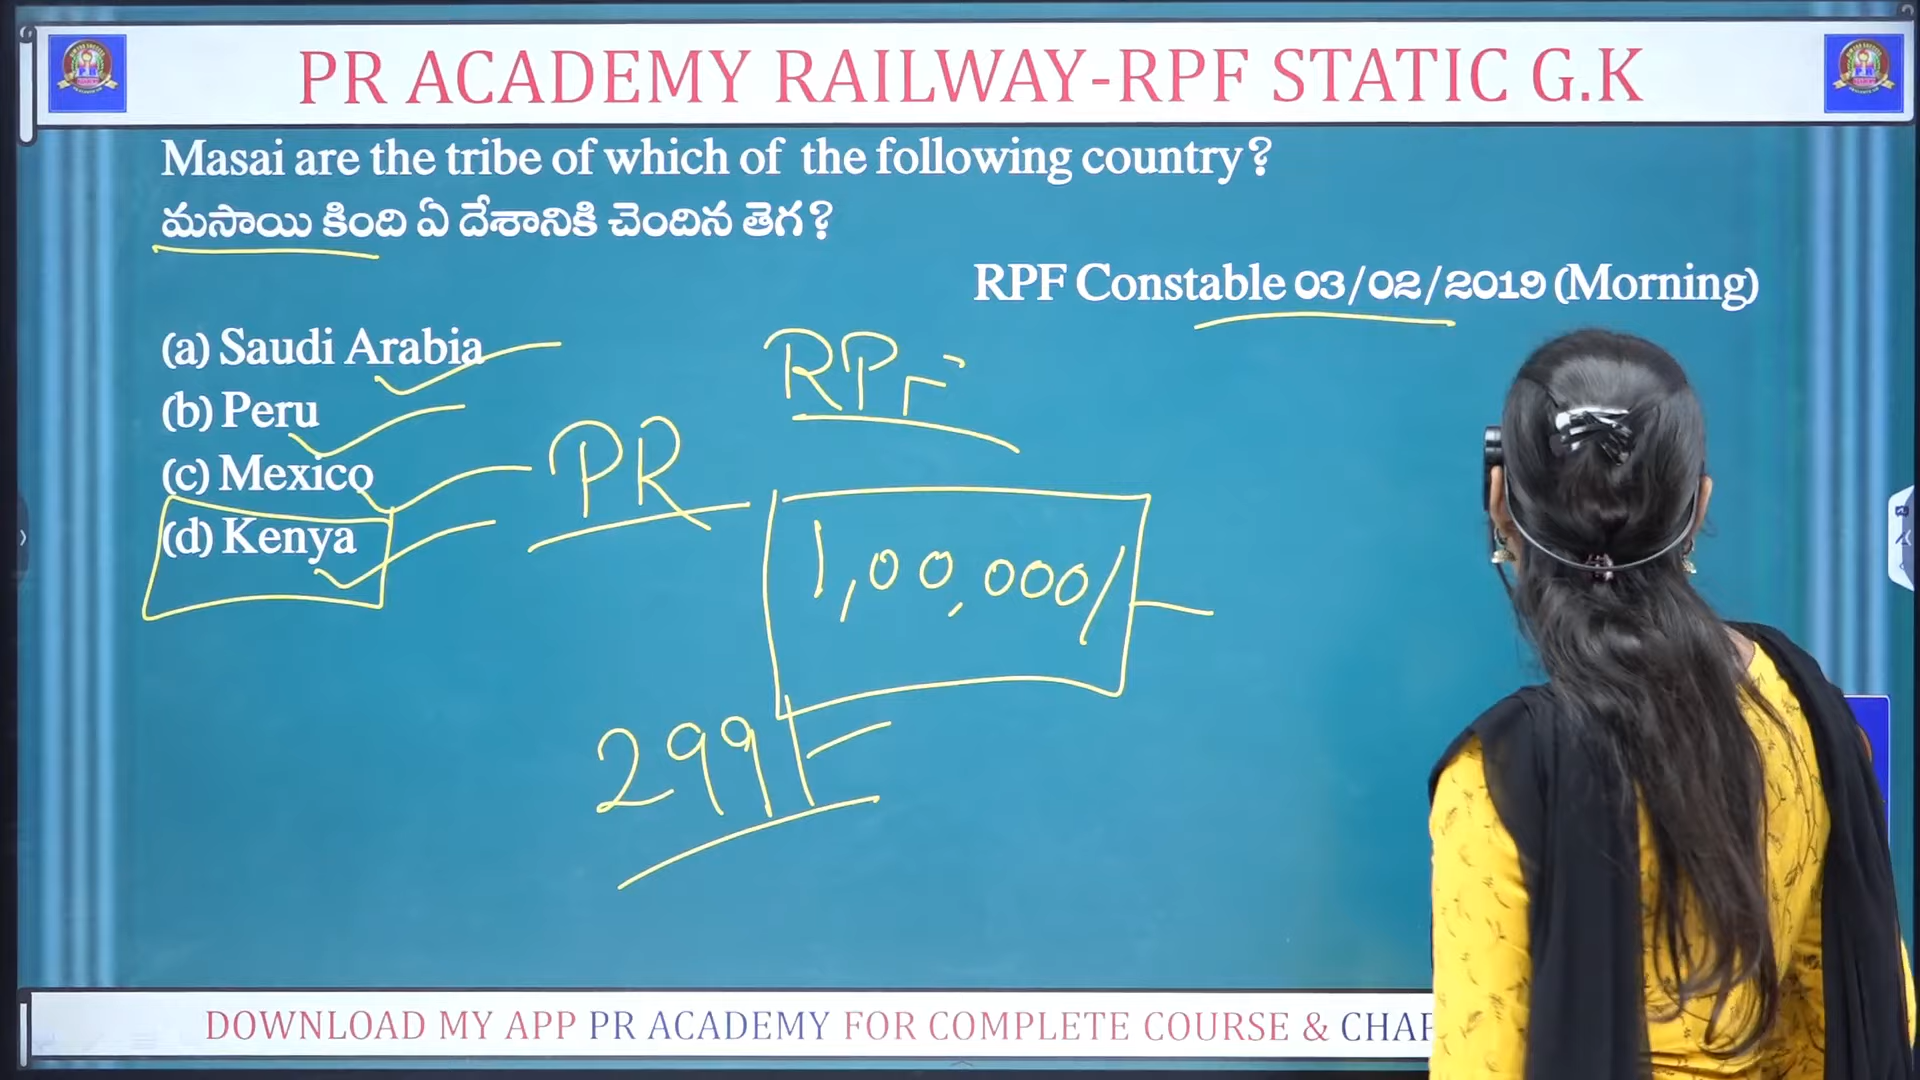 PR ACADEMY RAILWAY-RPF STATIC G.K
Masai are the tribe of which of the following country?
మసాయి కింది ఏ దేశానికి చెందిన తెగ?
RPF Constable 03/02/2019 (Morning)
(a) Saudi Arabia
(b) Peru
(c) Mexico
(d) Kenya
RPF
PR
1,00,000/-
299/=
DOWNLOAD MY APP PR ACADEMY FOR COMPLETE COURSE & CHAP